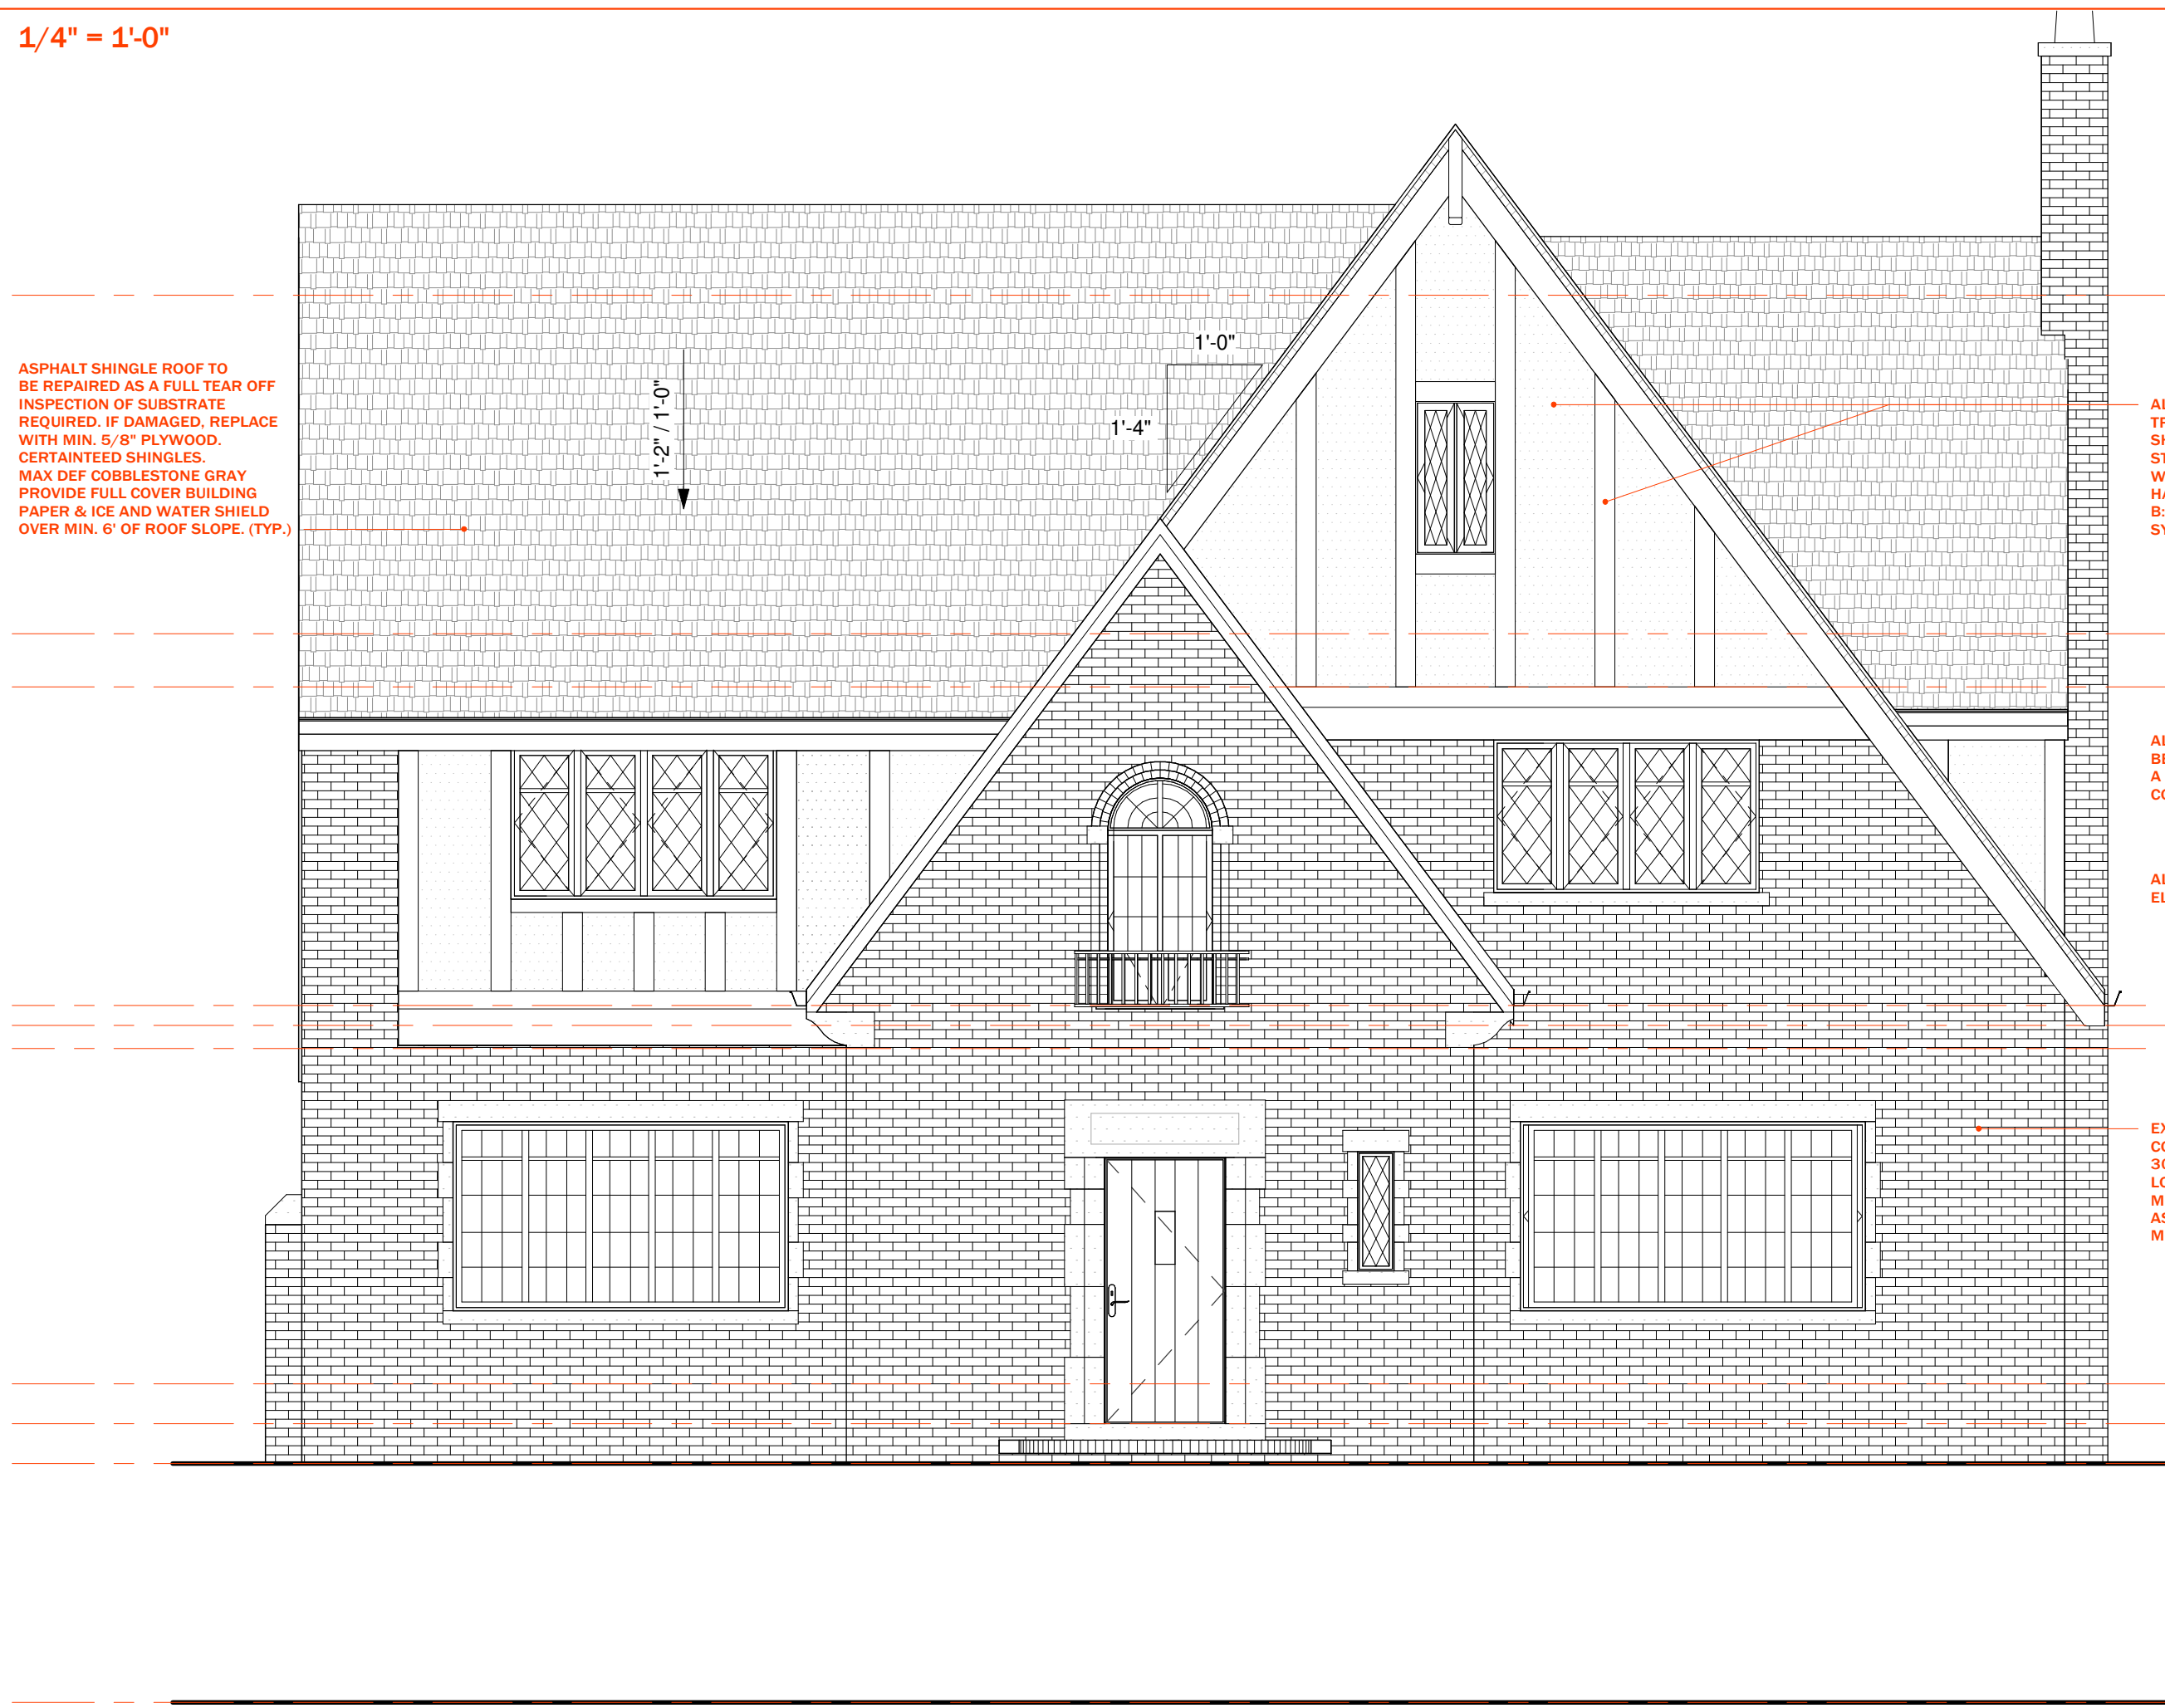 1/4" = 1'-0"
ASPHALT SHINGLE ROOF TO
BE REPAIRED AS A FULL TEAR OFF
INSPECTION OF SUBSTRATE
REQUIRED. IF DAMAGED, REPLACE
WITH MIN. 5/8" PLYWOOD.
CERTAINTEED SHINGLES.
MAX DEF COBBLESTONE GRAY
PROVIDE FULL COVER BUILDING
PAPER & ICE AND WATER SHIELD
OVER MIN. 6' OF ROOF SLOPE. (TYP.)
1'-2" / 1'-0"
1'-0"
1'-4"